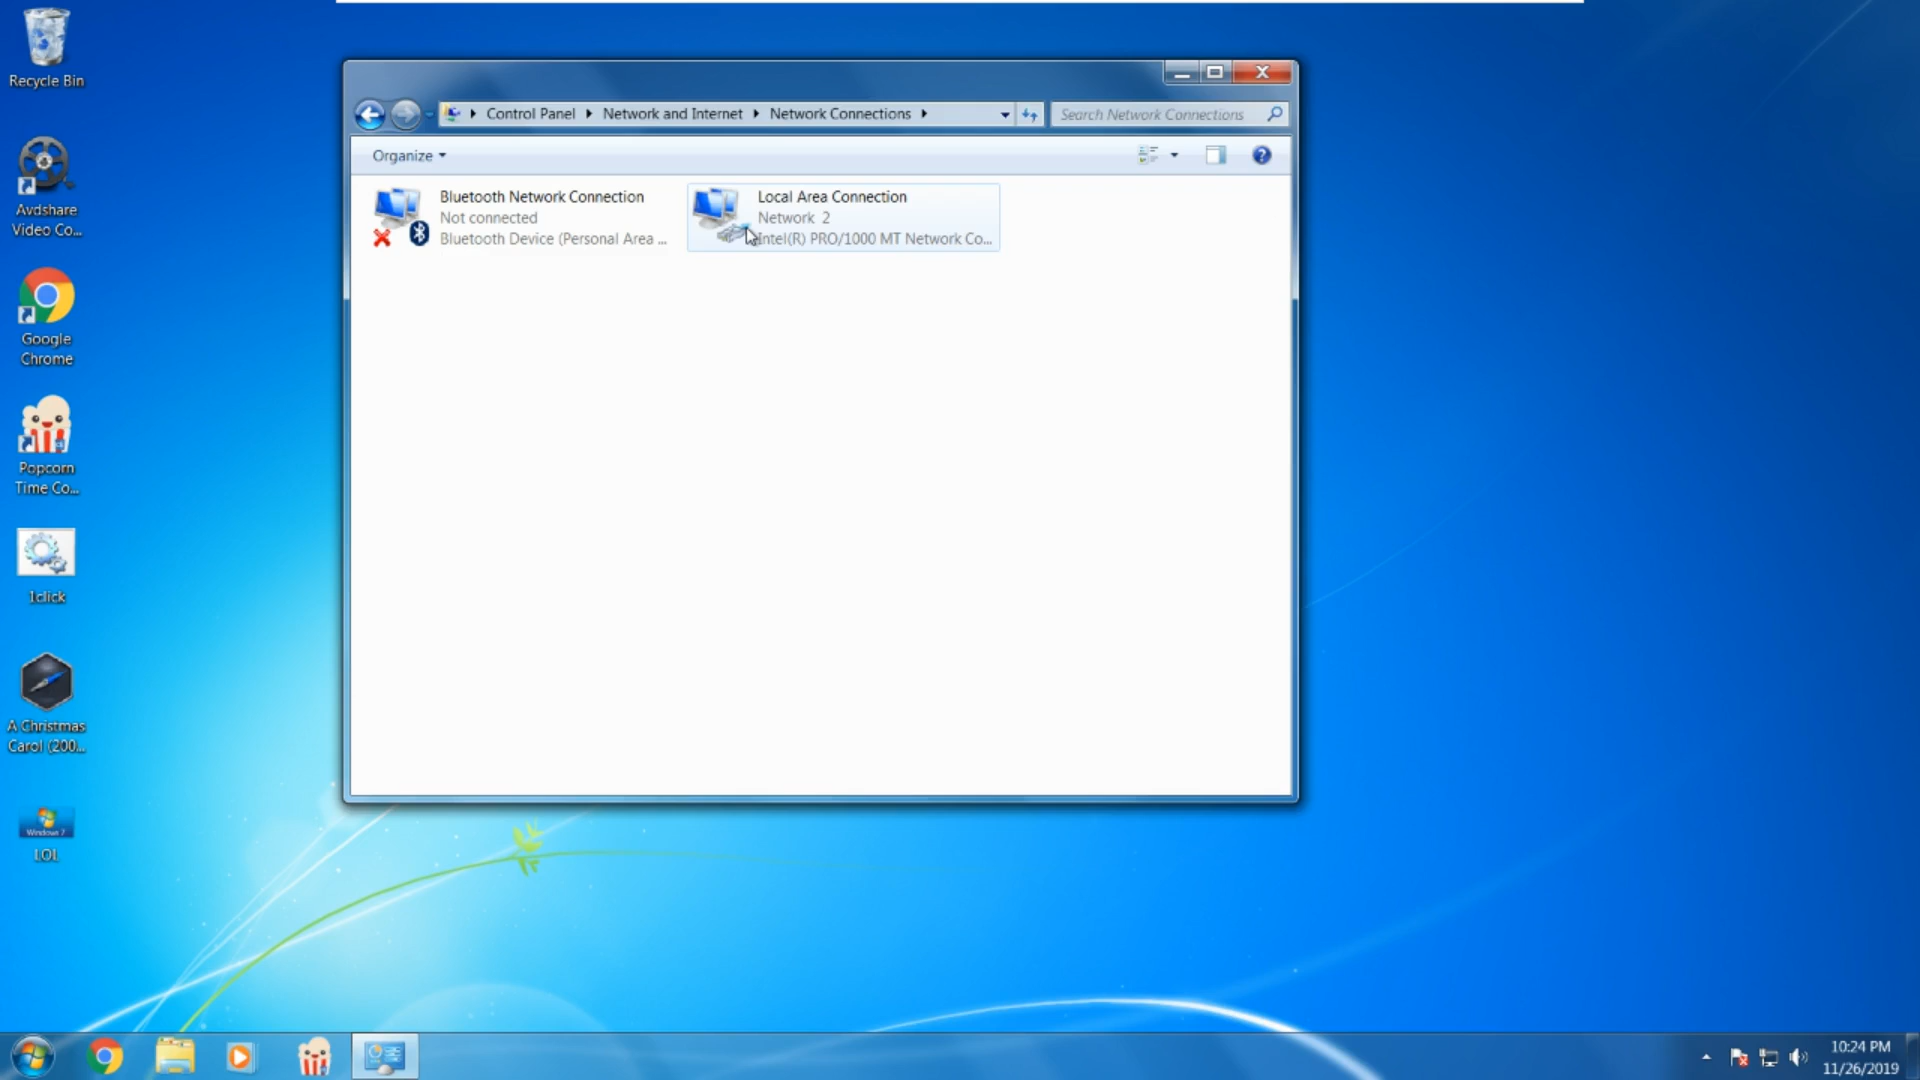 Recycle Bin
Avdshare
Video Co...
Google
Chrome
Popcorn
Time Co...
1click
A Christmas
Carol (200...
Windows 7
LOL
Control Panel
Network and Internet
Network Connections
Search Network Connections
Organize
Bluetooth Network Connection
Not connected
Bluetooth Device (Personal Area ...
Local Area Connection
Network 2
Intel(R) PRO/1000 MT Network Co...
10:24 PM
11/26/2019